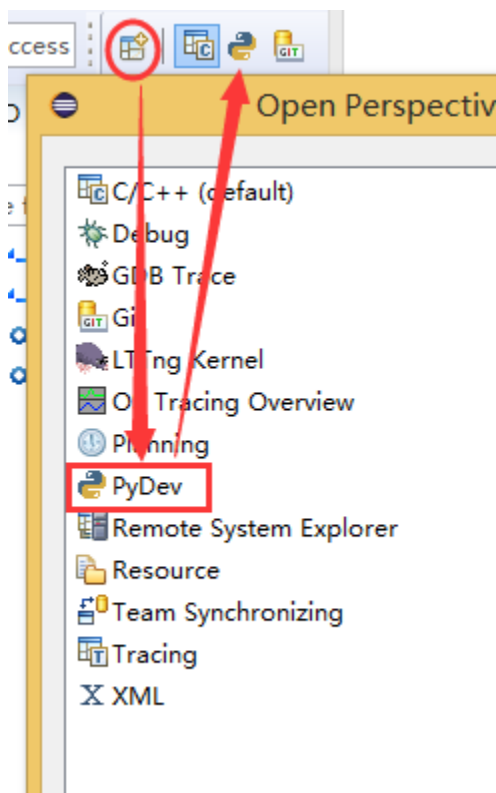 ccess
GIT
Open Perspectiv
C/C++ (default)
Debug
GDB Trace
Git
LTTng Kernel
OS Tracing Overview
Planning
PyDev
Remote System Explorer
Resource
Team Synchronizing
Tracing
XML